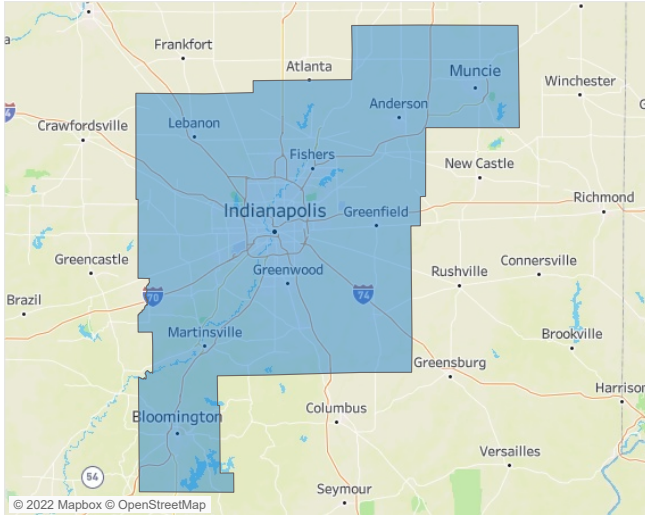 Frankfort
Atlanta
Muncie
Winchester
Anderson
Lebanon
Crawfordsville
Fishers
New Castle
Richmond
Indianapolis
Greenfield
Greencastle
Connersville
Greenwood
Rushville
70
74
Brazil
Martinsville
Brookville
Greensburg
Harrison
Columbus
Bloomington
Versailles
54
Seymour
© 2022 Mapbox © OpenStreetMap